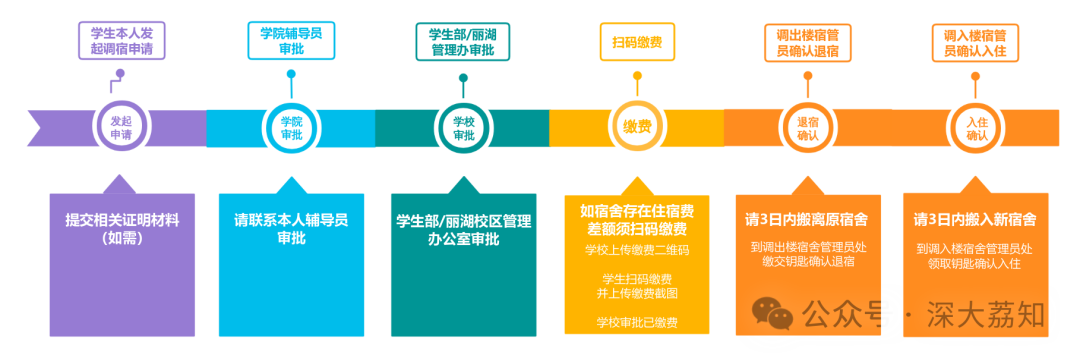 学生本人发
起调宿申请
学院辅导员
审批
学生部/丽湖
管理办审批
扫码缴费
调出楼宿管
员确认退宿
调入楼宿管
员确认入住
发起
申请
学院
审批
学校
审批
缴费
退宿
确认
入住
确认
提交相关证明材料
(如需)
请联系本人辅导员
审批
学生部/丽湖校区管理
办公室审批
如宿舍存在住宿费
差额须扫码缴费
学校上传缴费二维码
学生扫码缴费
并上传缴费截图
学校审批已缴费
请3日内搬离原宿舍
到调出楼宿舍管理员处
缴交钥匙确认退宿
请3日内搬入新宿舍
到调入楼宿舍管理员处
领取钥匙确认入住
公众号·深大荔知